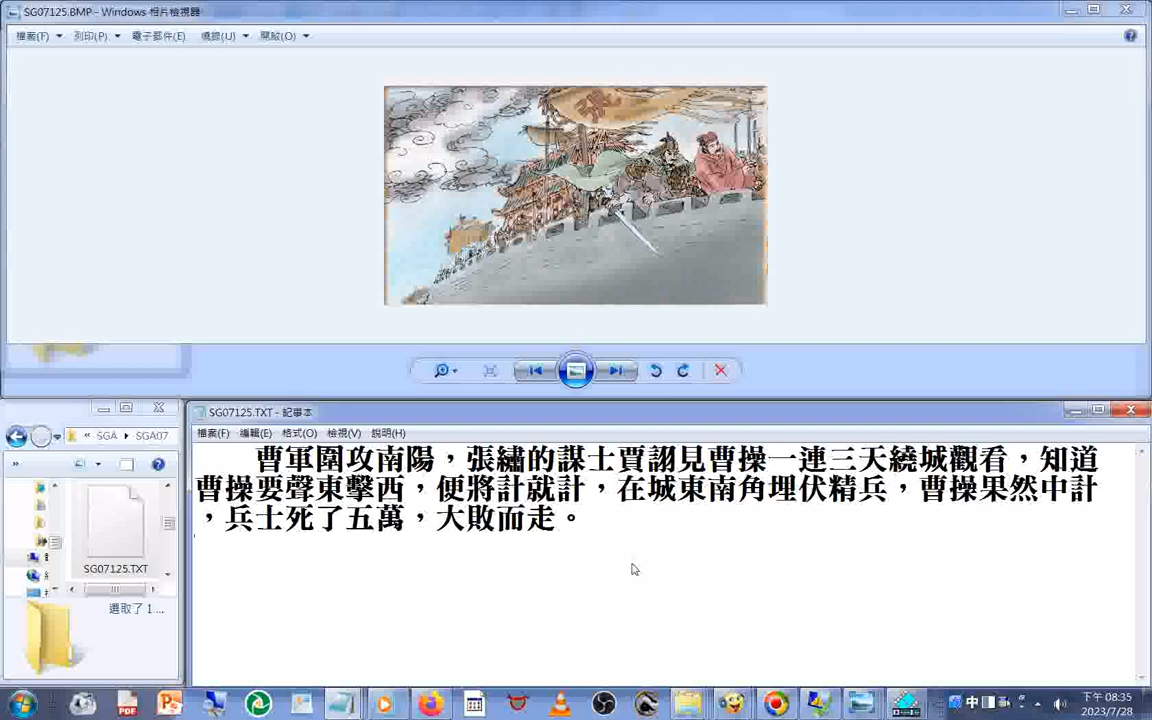 SG07125.BMP - Windows 相片檢視器
檔案(F) 列印(P) 電子郵件(E) 燒錄(U) 開啟(O)
SGA SGA07
SG07125.TXT
選取了 1 ...
SG07125.TXT - 記事本
檔案(F) 編輯(E) 格式(O) 檢視(V) 說明(H)
曹軍圍攻南陽，張繡的謀士賈詡見曹操一連三天繞城觀看，知道
曹操要聲東擊西，便將計就計，在城東南角埋伏精兵，曹操果然中計
，兵士死了五萬，大敗而走。
PDF
中
下午 08:35
2023/7/28